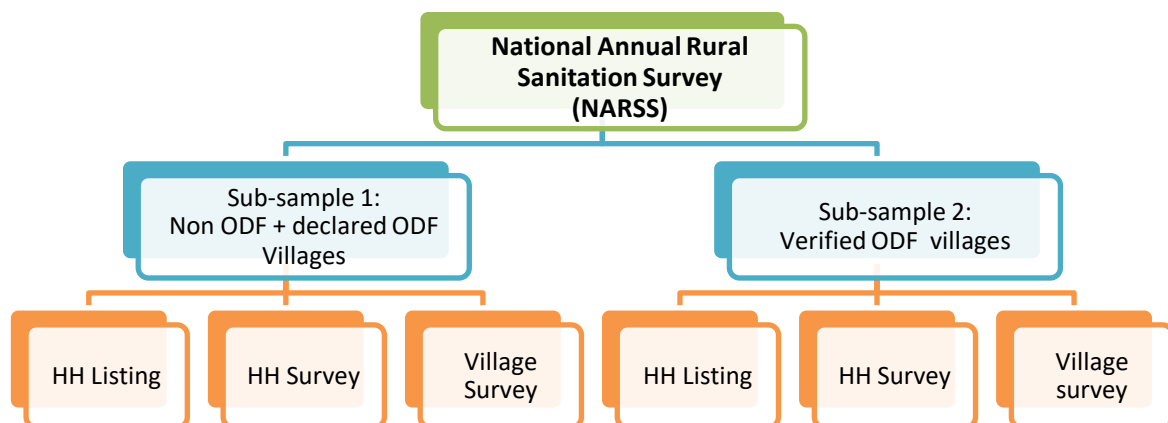 National Annual Rural
Sanitation Survey
(NARSS)
Sub-sample 1:
Non ODF + declared ODF
Villages
Sub-sample 2:
Verified ODF villages
HH Listing
HH Survey
Village
Survey
HH Listing
HH Survey
Village
survey